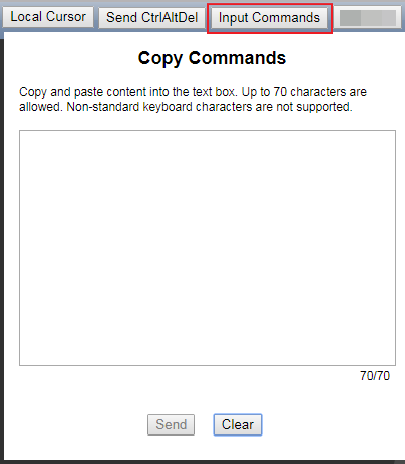 Local Cursor Send CtrlAltDel Input Commands
Copy Commands
Copy and paste content into the text box. Up to 70 characters are
allowed. Non-standard keyboard characters are not supported.
70/70
Send Clear